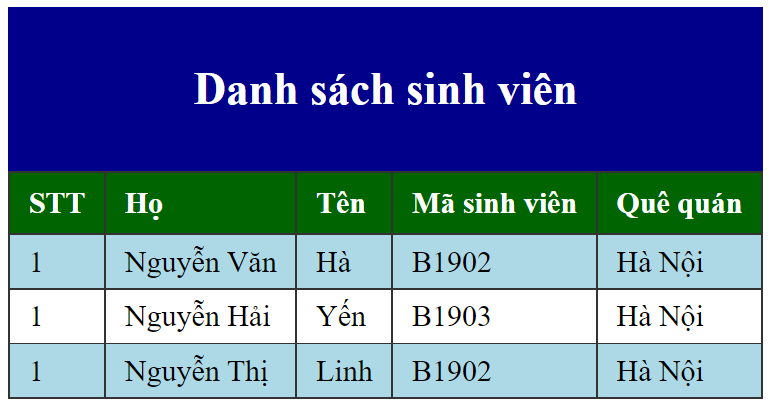 Danh sách sinh viên
STT Họ Tên Mã sinh viên Quê quán
1 Nguyễn Văn Hà B1902 Hà Nội
1 Nguyễn Hải Yến B1903 Hà Nội
1 Nguyễn Thị Linh B1902 Hà Nội